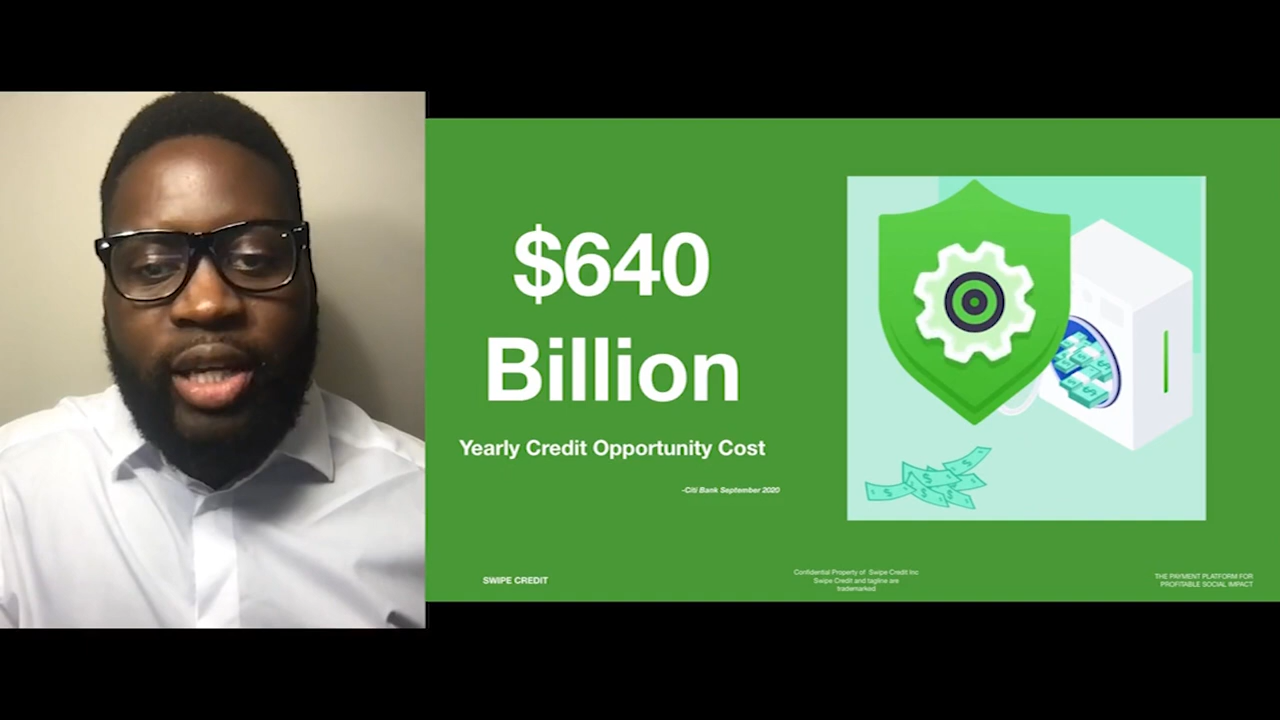 $640
Billion
Yearly Credit Opportunity Cost
-Citi Bank September 2020
SWIPE CREDIT
Confidential Property of Swipe Credit Inc
Swipe Credit and tagline are
trademarked
THE PAYMENT PLATFORM FOR
PROFITABLE SOCIAL IMPACT